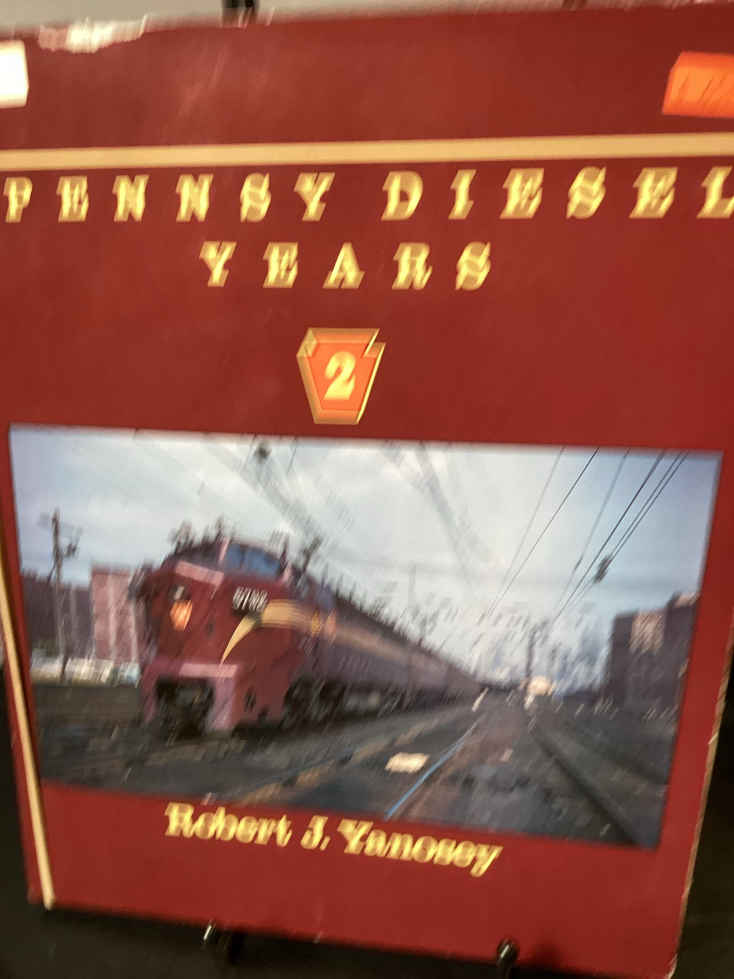 PENNSY DIESEL
YEARS
2
Robert J. Yanosey